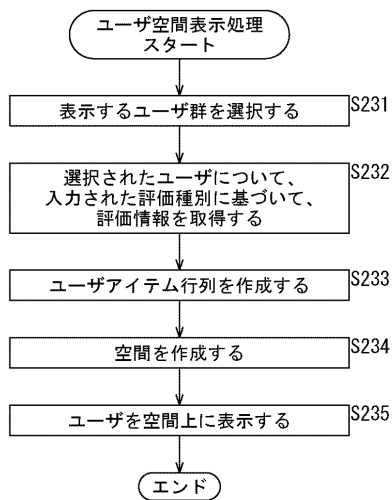 ユーザ空間表示処理
スタート
表示するユーザ群を選択する
S231
選択されたユーザについて、
入力された評価種別に基づいて、
評価情報を取得する
S232
ユーザアイテム行列を作成する
S233
空間を作成する
S234
ユーザを空間上に表示する
S235
エンド